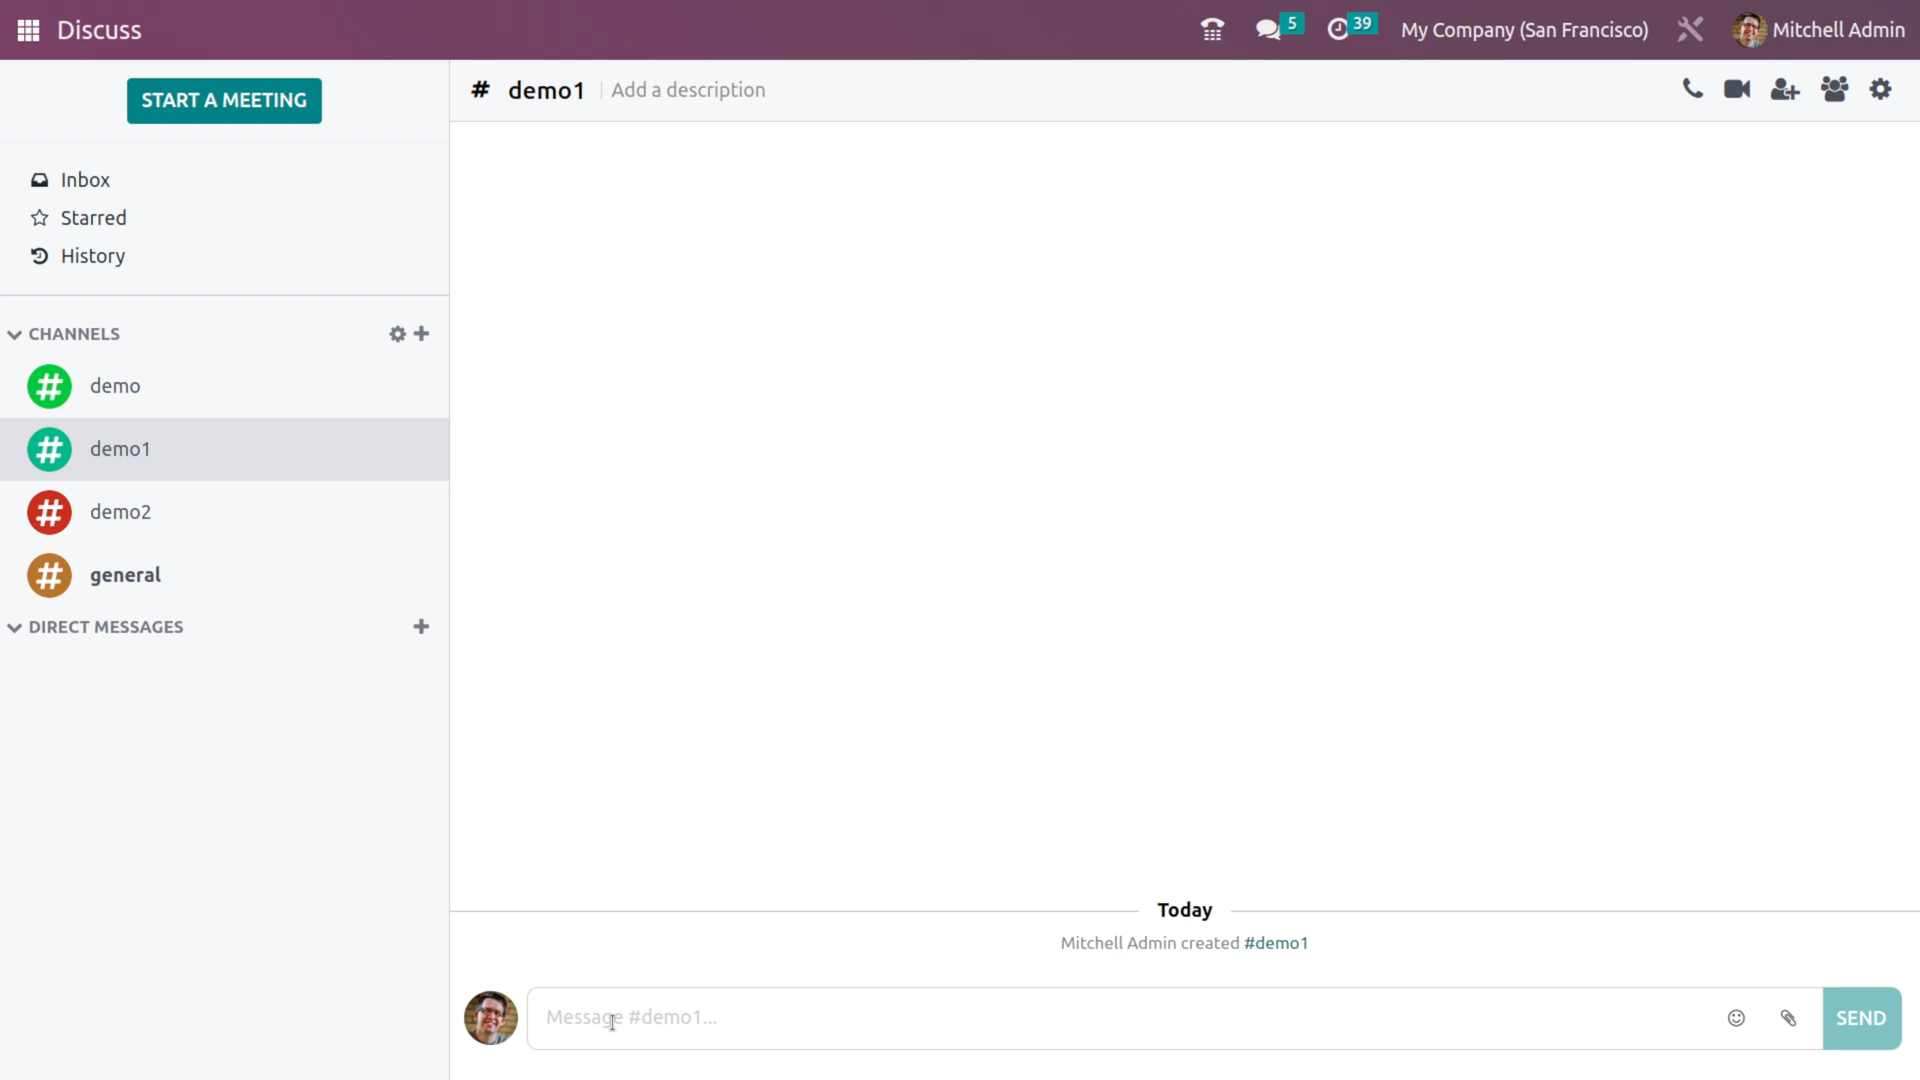 Discuss
5
39
My Company (San Francisco)
Mitchell Admin
START A MEETING
Inbox
Starred
History
CHANNELS
# demo
# demo1
# demo2
# general
DIRECT MESSAGES
# demo1 Add a description
Today
Mitchell Admin created #demo1
Message #demo1...
SEND